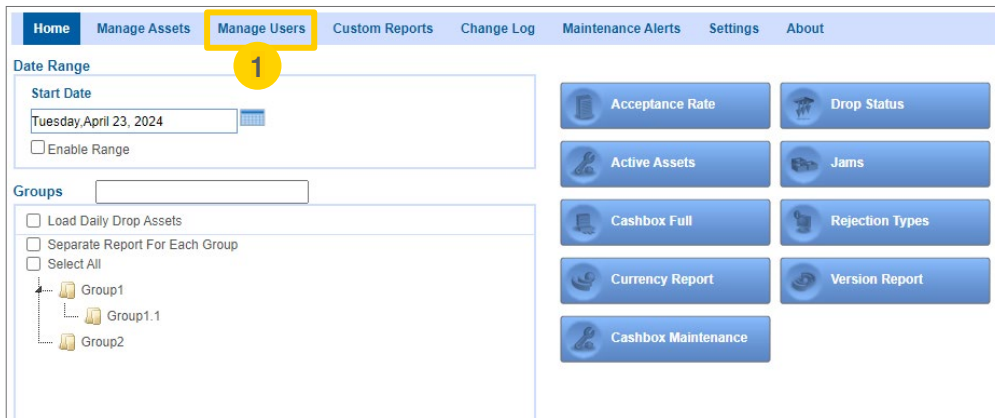 Home Manage Assets Manage Users Custom Reports Change Log Maintenance Alerts Settings About
1
Date Range
Start Date
Tuesday,April 23, 2024
Enable Range
Groups
Load Daily Drop Assets
Separate Report For Each Group
Select All
Group1
Group1.1
Group2
Acceptance Rate Drop Status
Active Assets Jams
Cashbox Full Rejection Types
Currency Report Version Report
Cashbox Maintenance